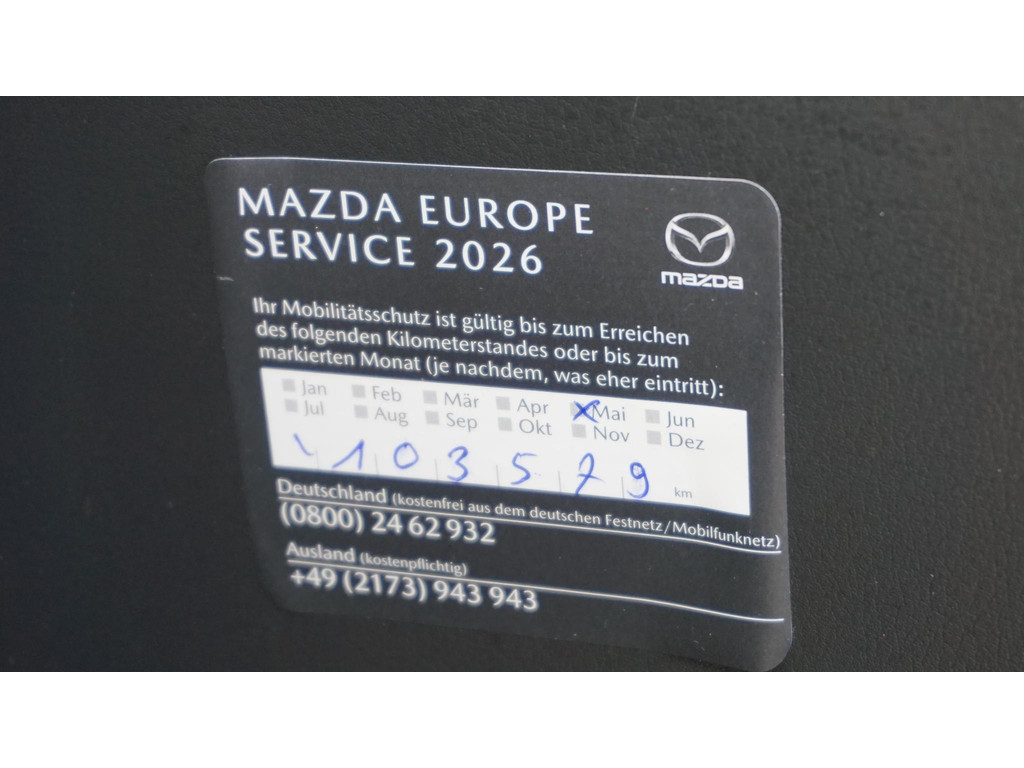 MAZDA EUROPE
SERVICE 2026
mazda
Ihr Mobilitätsschutz ist gültig bis zum Erreichen
des folgenden Kilometerstandes oder bis zum
markierten Monat (je nachdem, was eher eintritt):
Jan Feb Mär Apr Mai Jun
Jul Aug Sep Okt Nov Dez
103579 km
Deutschland (kostenfrei aus dem deutschen Festnetz/Mobilfunknetz)
(0800) 24 62 932
Ausland (kostenpflichtig)
+49 (2173) 943 943